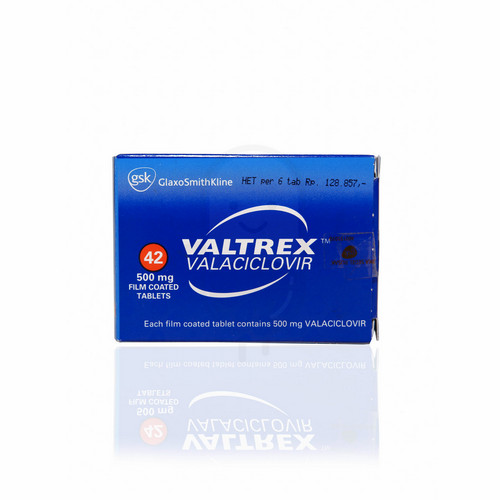 gsk GlaxoSmithKline HET per 6 tab Rp. 128.857,-
VALTREX™
VALACICLOVIR
42
500 mg
FILM COATED
TABLETS
Each film coated tablet contains 500 mg VALACICLOVIR